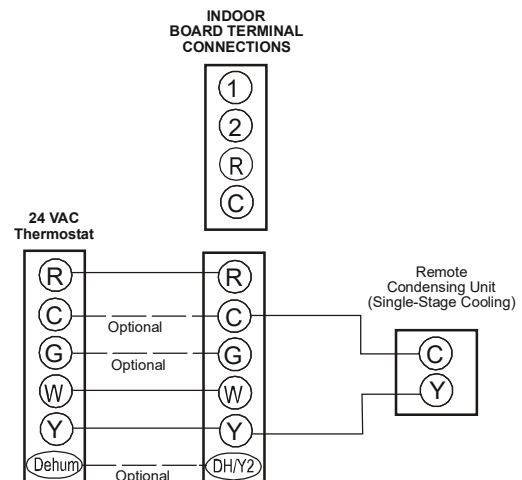 INDOOR
BOARD TERMINAL
CONNECTIONS
1
2
R
C
24 VAC
Thermostat
R
C
G
W
Y
Dehum
Optional
Optional
Optional
R
C
G
W
Y
DH/Y2
Remote
Condensing Unit
(Single-Stage Cooling)
C
Y